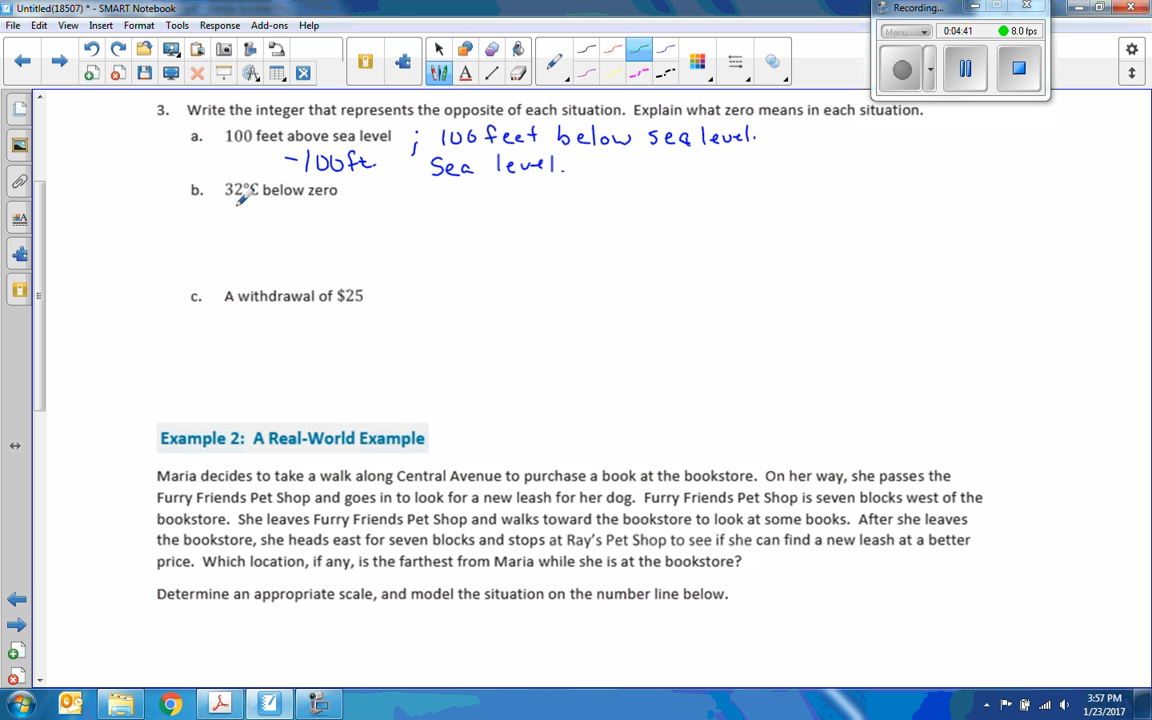 Untitled(18507) * - SMART Notebook
Recording...
File Edit View Insert Format Tools Response Add-ons Help
Menu 0:04:41 8.0 fps
3. Write the integer that represents the opposite of each situation. Explain what zero means in each situation.
a. 100 feet above sea level ; 100 feet below sea level.
-100ft. Sea level.
b. 32°C below zero
c. A withdrawal of $25
Example 2: A Real-World Example
Maria decides to take a walk along Central Avenue to purchase a book at the bookstore. On her way, she passes the
Furry Friends Pet Shop and goes in to look for a new leash for her dog. Furry Friends Pet Shop is seven blocks west of the
bookstore. She leaves Furry Friends Pet Shop and walks toward the bookstore to look at some books. After she leaves
the bookstore, she heads east for seven blocks and stops at Ray's Pet Shop to see if she can find a new leash at a better
price. Which location, if any, is the farthest from Maria while she is at the bookstore?
Determine an appropriate scale, and model the situation on the number line below.
3:57 PM
1/23/2017